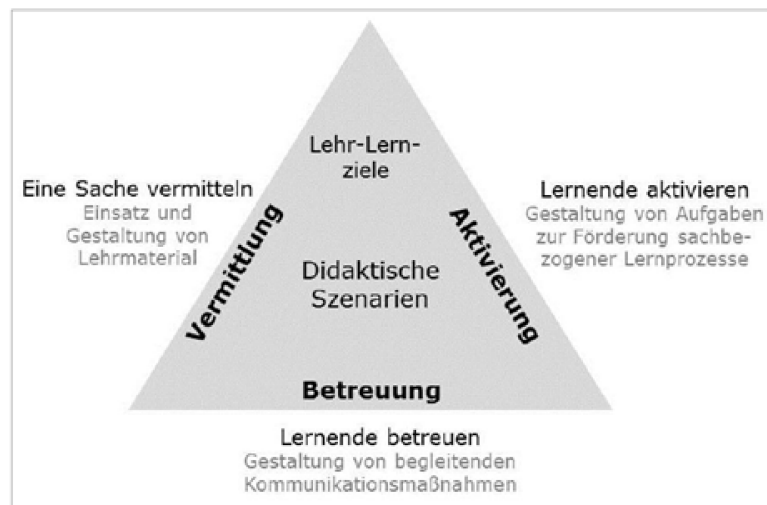 Lehr-Lern-
ziele
Eine Sache vermitteln
Einsatz und
Gestaltung von
Lehrmaterial
Vermittlung
Aktivierung
Lernende aktivieren
Gestaltung von Aufgaben
zur Förderung sachbe-
zogener Lernprozesse
Didaktische
Szenarien
Betreuung
Lernende betreuen
Gestaltung von begleitenden
Kommunikationsmaßnahmen